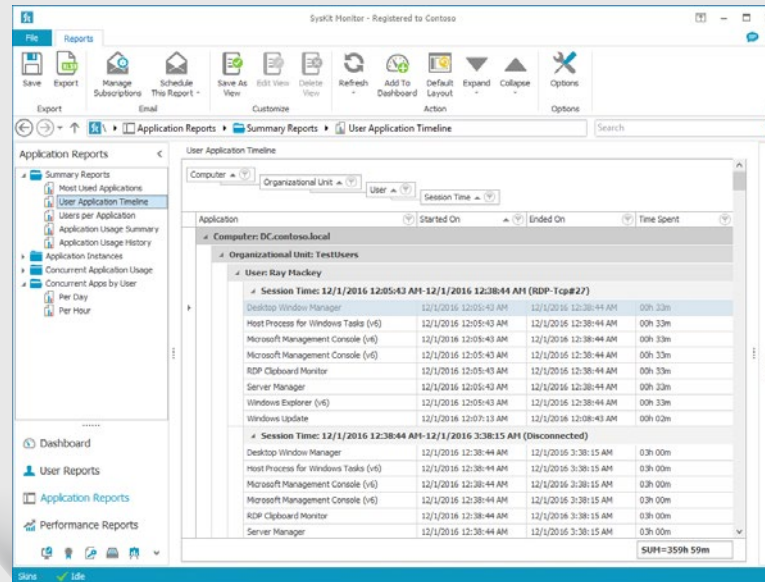 SysKit Monitor - Registered to Contoso
File Reports
Save Export Manage Subscriptions Schedule This Report Save As View Edit View Delete View Refresh Add To Dashboard Default Layout Expand Collapse Options
Export Email Customize Action Options
Application Reports Summary Reports User Application Timeline Search
Application Reports
Summary Reports
Most Used Applications
User Application Timeline
Users per Application
Application Usage Summary
Application Usage History
Application Instances
Concurrent Application Usage
Concurrent Apps by User
Per Day
Per Hour
Dashboard
User Reports
Application Reports
Performance Reports
User Application Timeline
Computer Organizational Unit User Session Time
Application Started On Ended On Time Spent
Computer: DC.contoso.local
Organizational Unit: TestUsers
User: Ray Mackey
Session Time: 12/1/2016 12:05:43 AM-12/1/2016 12:38:44 AM (RDP-Tcp#27)
Desktop Window Manager 12/1/2016 12:05:43 AM 12/1/2016 12:38:44 AM 00h 33m
Host Process for Windows Tasks (v6) 12/1/2016 12:05:43 AM 12/1/2016 12:38:44 AM 00h 33m
Microsoft Management Console (v6) 12/1/2016 12:05:43 AM 12/1/2016 12:38:44 AM 00h 33m
Microsoft Management Console (v6) 12/1/2016 12:05:43 AM 12/1/2016 12:38:44 AM 00h 33m
RDP Clipboard Monitor 12/1/2016 12:05:43 AM 12/1/2016 12:38:44 AM 00h 33m
Server Manager 12/1/2016 12:05:43 AM 12/1/2016 12:38:44 AM 00h 33m
Windows Explorer (v6) 12/1/2016 12:05:43 AM 12/1/2016 12:38:44 AM 00h 33m
Windows Update 12/1/2016 12:07:13 AM 12/1/2016 12:08:43 AM 00h 02m
Session Time: 12/1/2016 12:38:44 AM-12/1/2016 3:38:15 AM (Disconnected)
Desktop Window Manager 12/1/2016 12:38:44 AM 12/1/2016 3:38:15 AM 03h 00m
Host Process for Windows Tasks (v6) 12/1/2016 12:38:44 AM 12/1/2016 3:38:15 AM 03h 00m
Microsoft Management Console (v6) 12/1/2016 12:38:44 AM 12/1/2016 3:38:15 AM 03h 00m
Microsoft Management Console (v6) 12/1/2016 12:38:44 AM 12/1/2016 3:38:15 AM 03h 00m
RDP Clipboard Monitor 12/1/2016 12:38:44 AM 12/1/2016 3:38:15 AM 03h 00m
Server Manager 12/1/2016 12:38:44 AM 12/1/2016 3:38:15 AM 03h 00m
SUM=359h 59m
Skins Idle